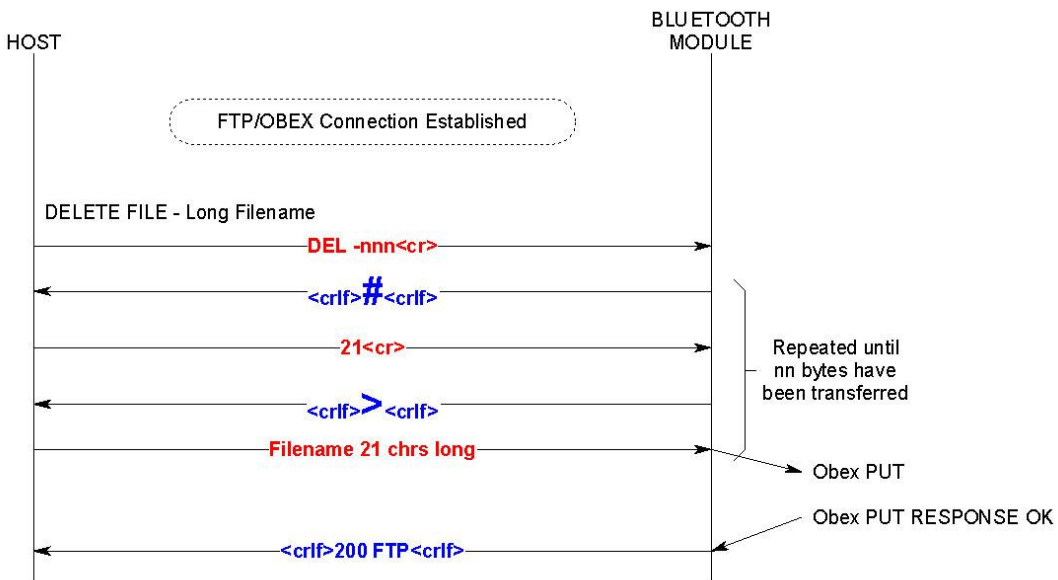 HOST
BLUETOOTH
MODULE
FTP/OBEX Connection Established
DELETE FILE - Long Filename
DEL -nnn<cr>
<crlf>#<crlf>
21<cr>
Repeated until
nn bytes have
been transferred
<crlf>><crlf>
Filename 21 chrs long
Obex PUT
Obex PUT RESPONSE OK
<crlf>200 FTP<crlf>